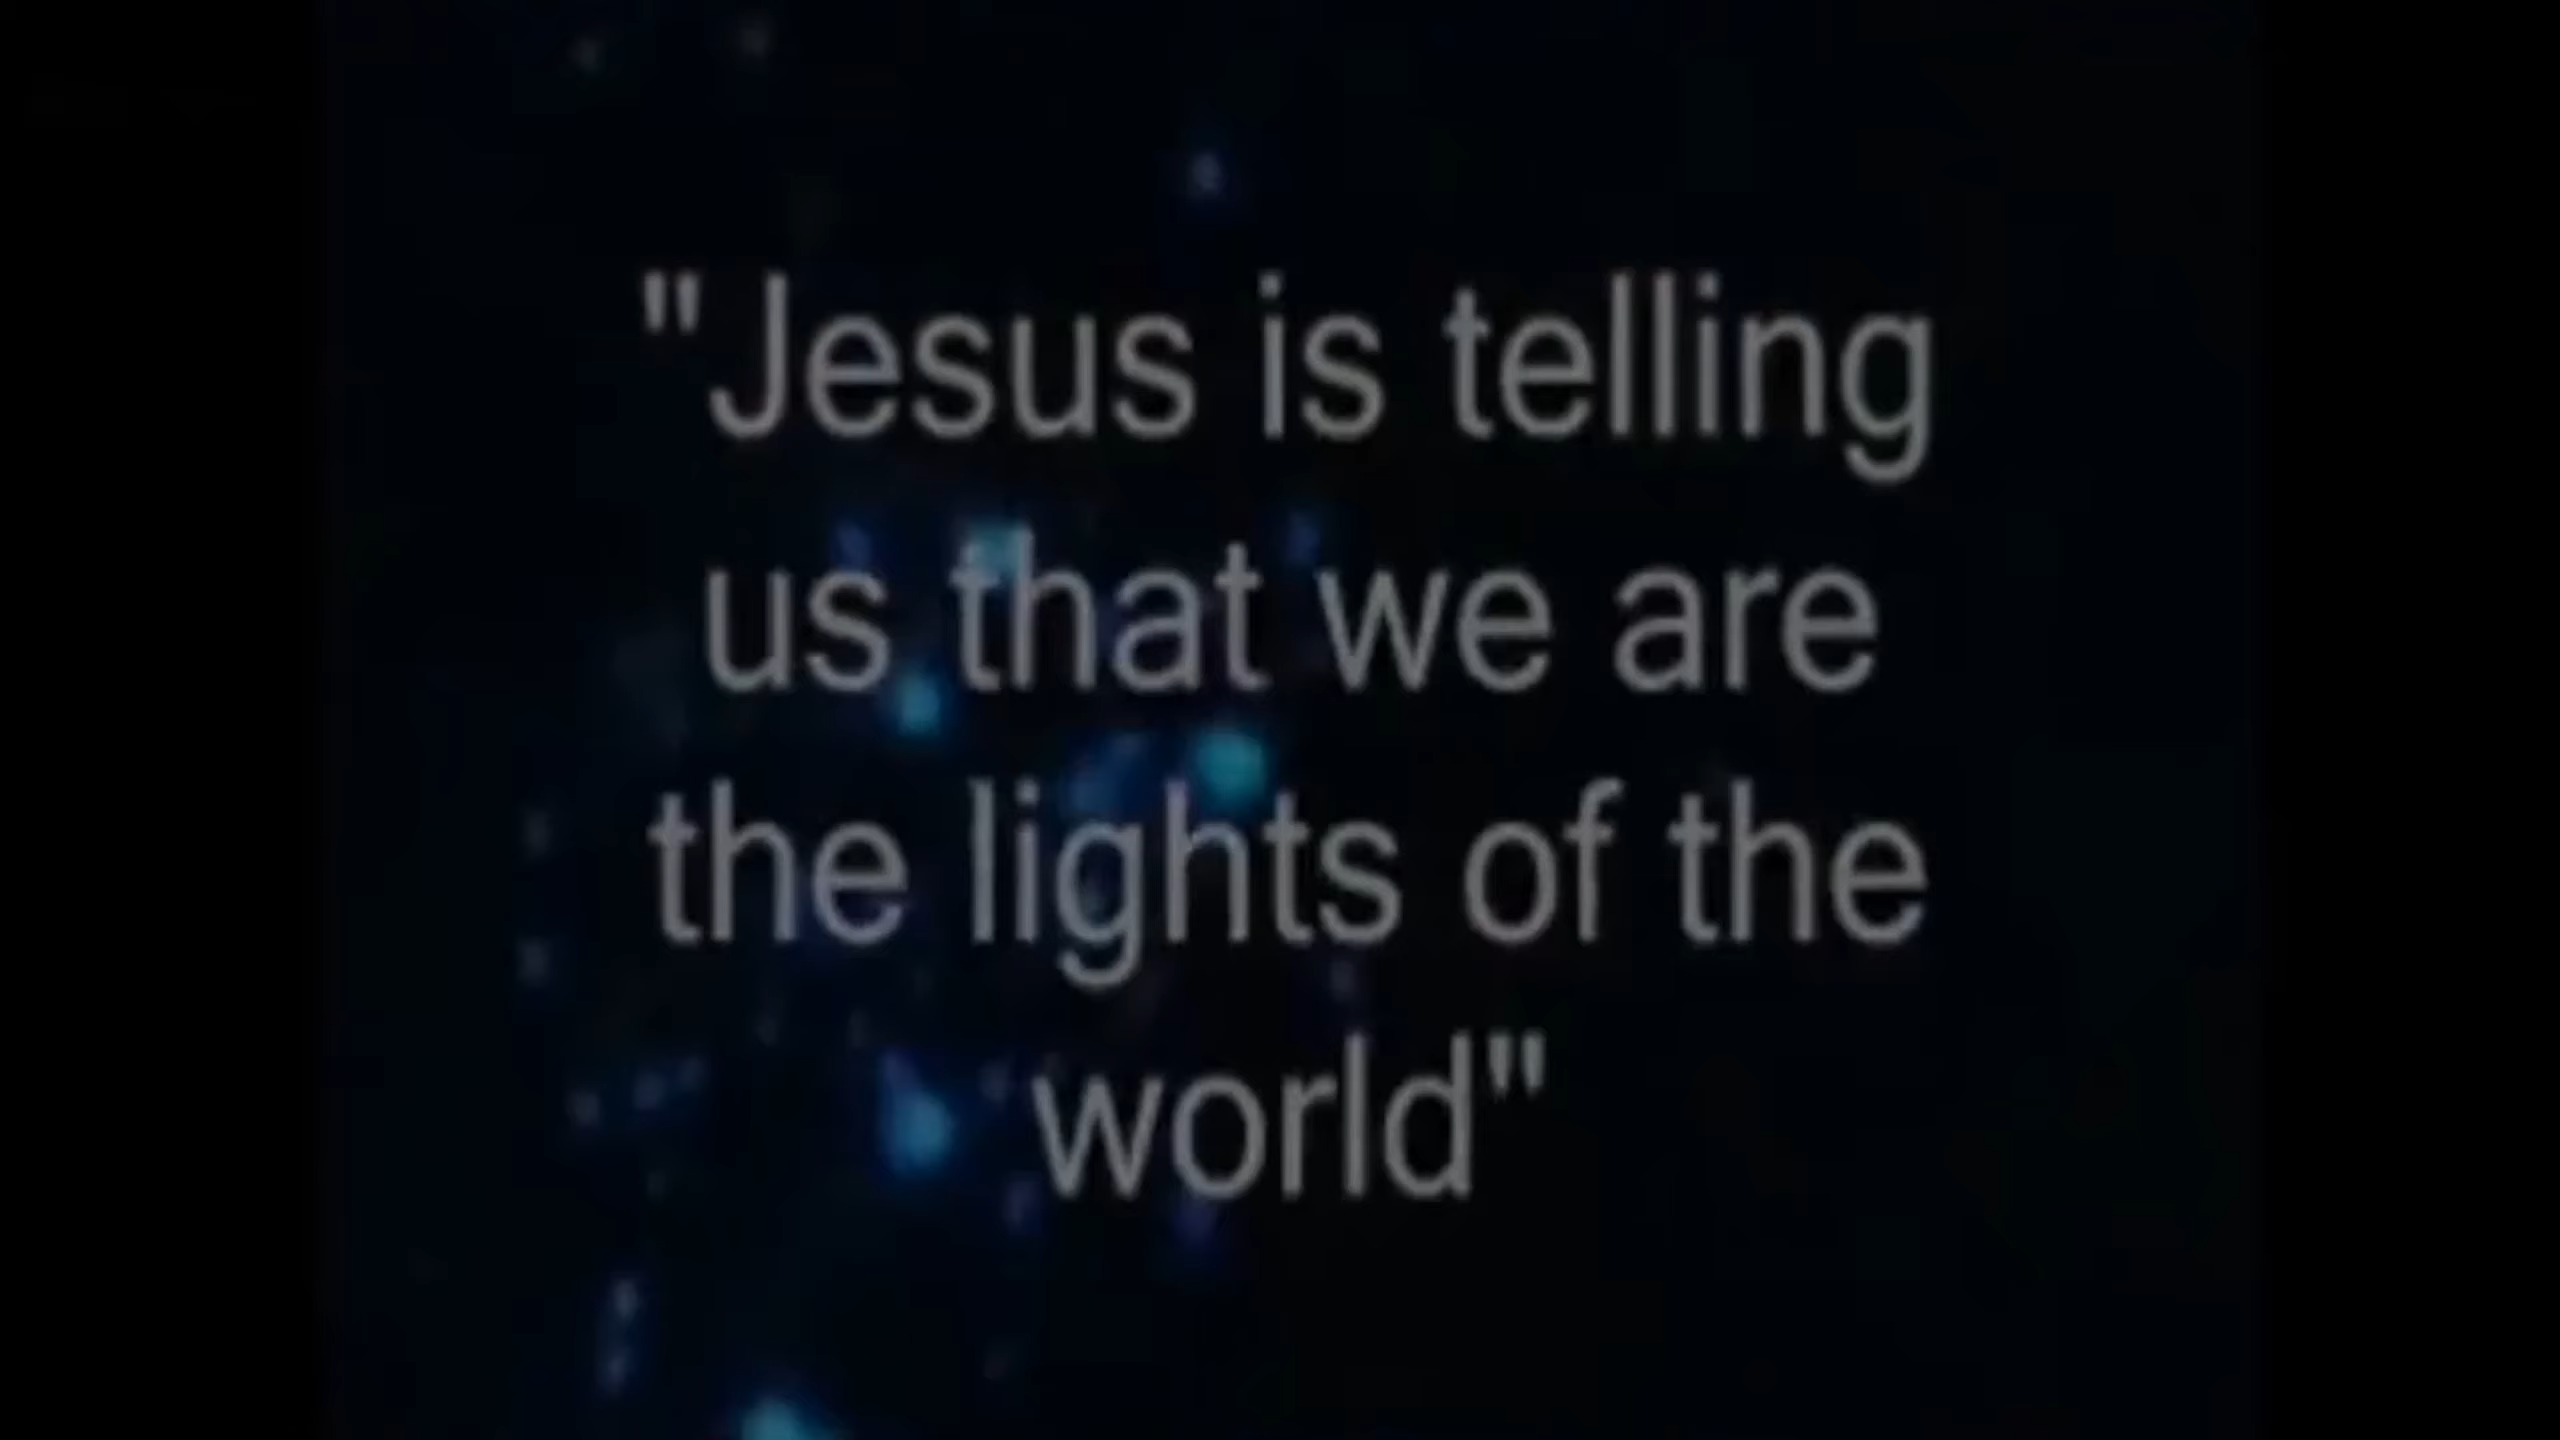 "Jesus is telling
us that we are
the lights of the
world"